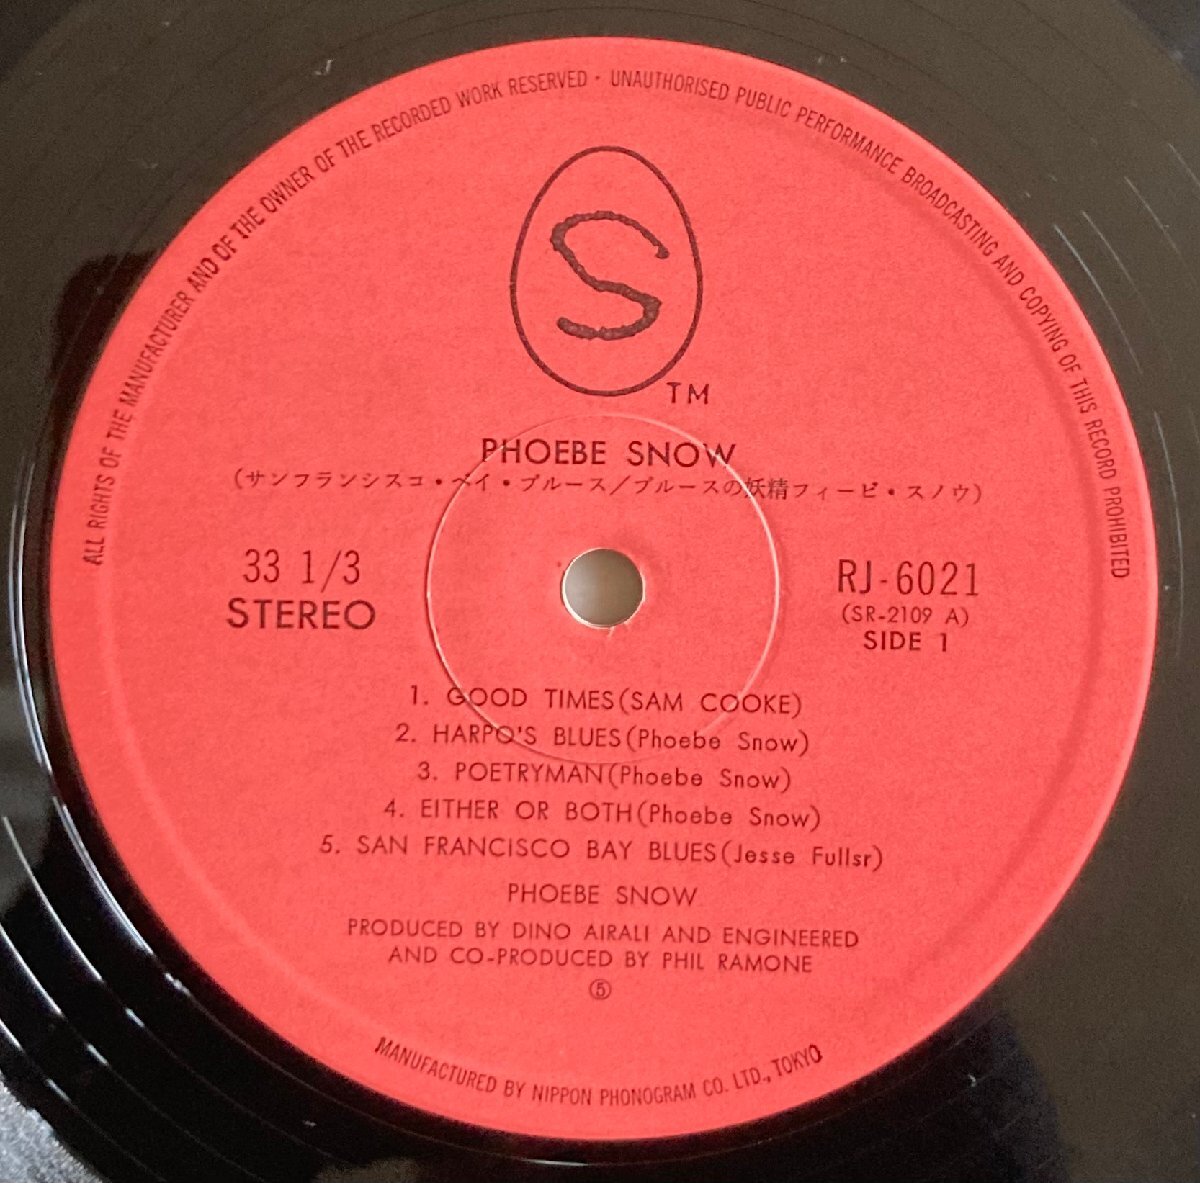 ALL RIGHTS OF THE MANUFACTURER AND OF THE OWNER OF THE RECORDED WORK RESERVED · UNAUTHORISED PUBLIC PERFORMANCE BROADCASTING AND COPYING OF THIS RECORD PROHIBITED
S
TM
PHOEBE SNOW
(サンフランシスコ・ベイ・ブルース/ブルースの妖精フィービ・スノウ)
33 1/3
STEREO
RJ-6021
(SR-2109 A)
SIDE 1
1. GOOD TIMES(SAM COOKE)
2. HARPO'S BLUES(Phoebe Snow)
3. POETRYMAN(Phoebe Snow)
4. EITHER OR BOTH(Phoebe Snow)
5. SAN FRANCISCO BAY BLUES(Jesse Fullsr)
PHOEBE SNOW
PRODUCED BY DINO AIRALI AND ENGINEERED
AND CO-PRODUCED BY PHIL RAMONE
⑤
MANUFACTURED BY NIPPON PHONOGRAM CO. LTD., TOKYO